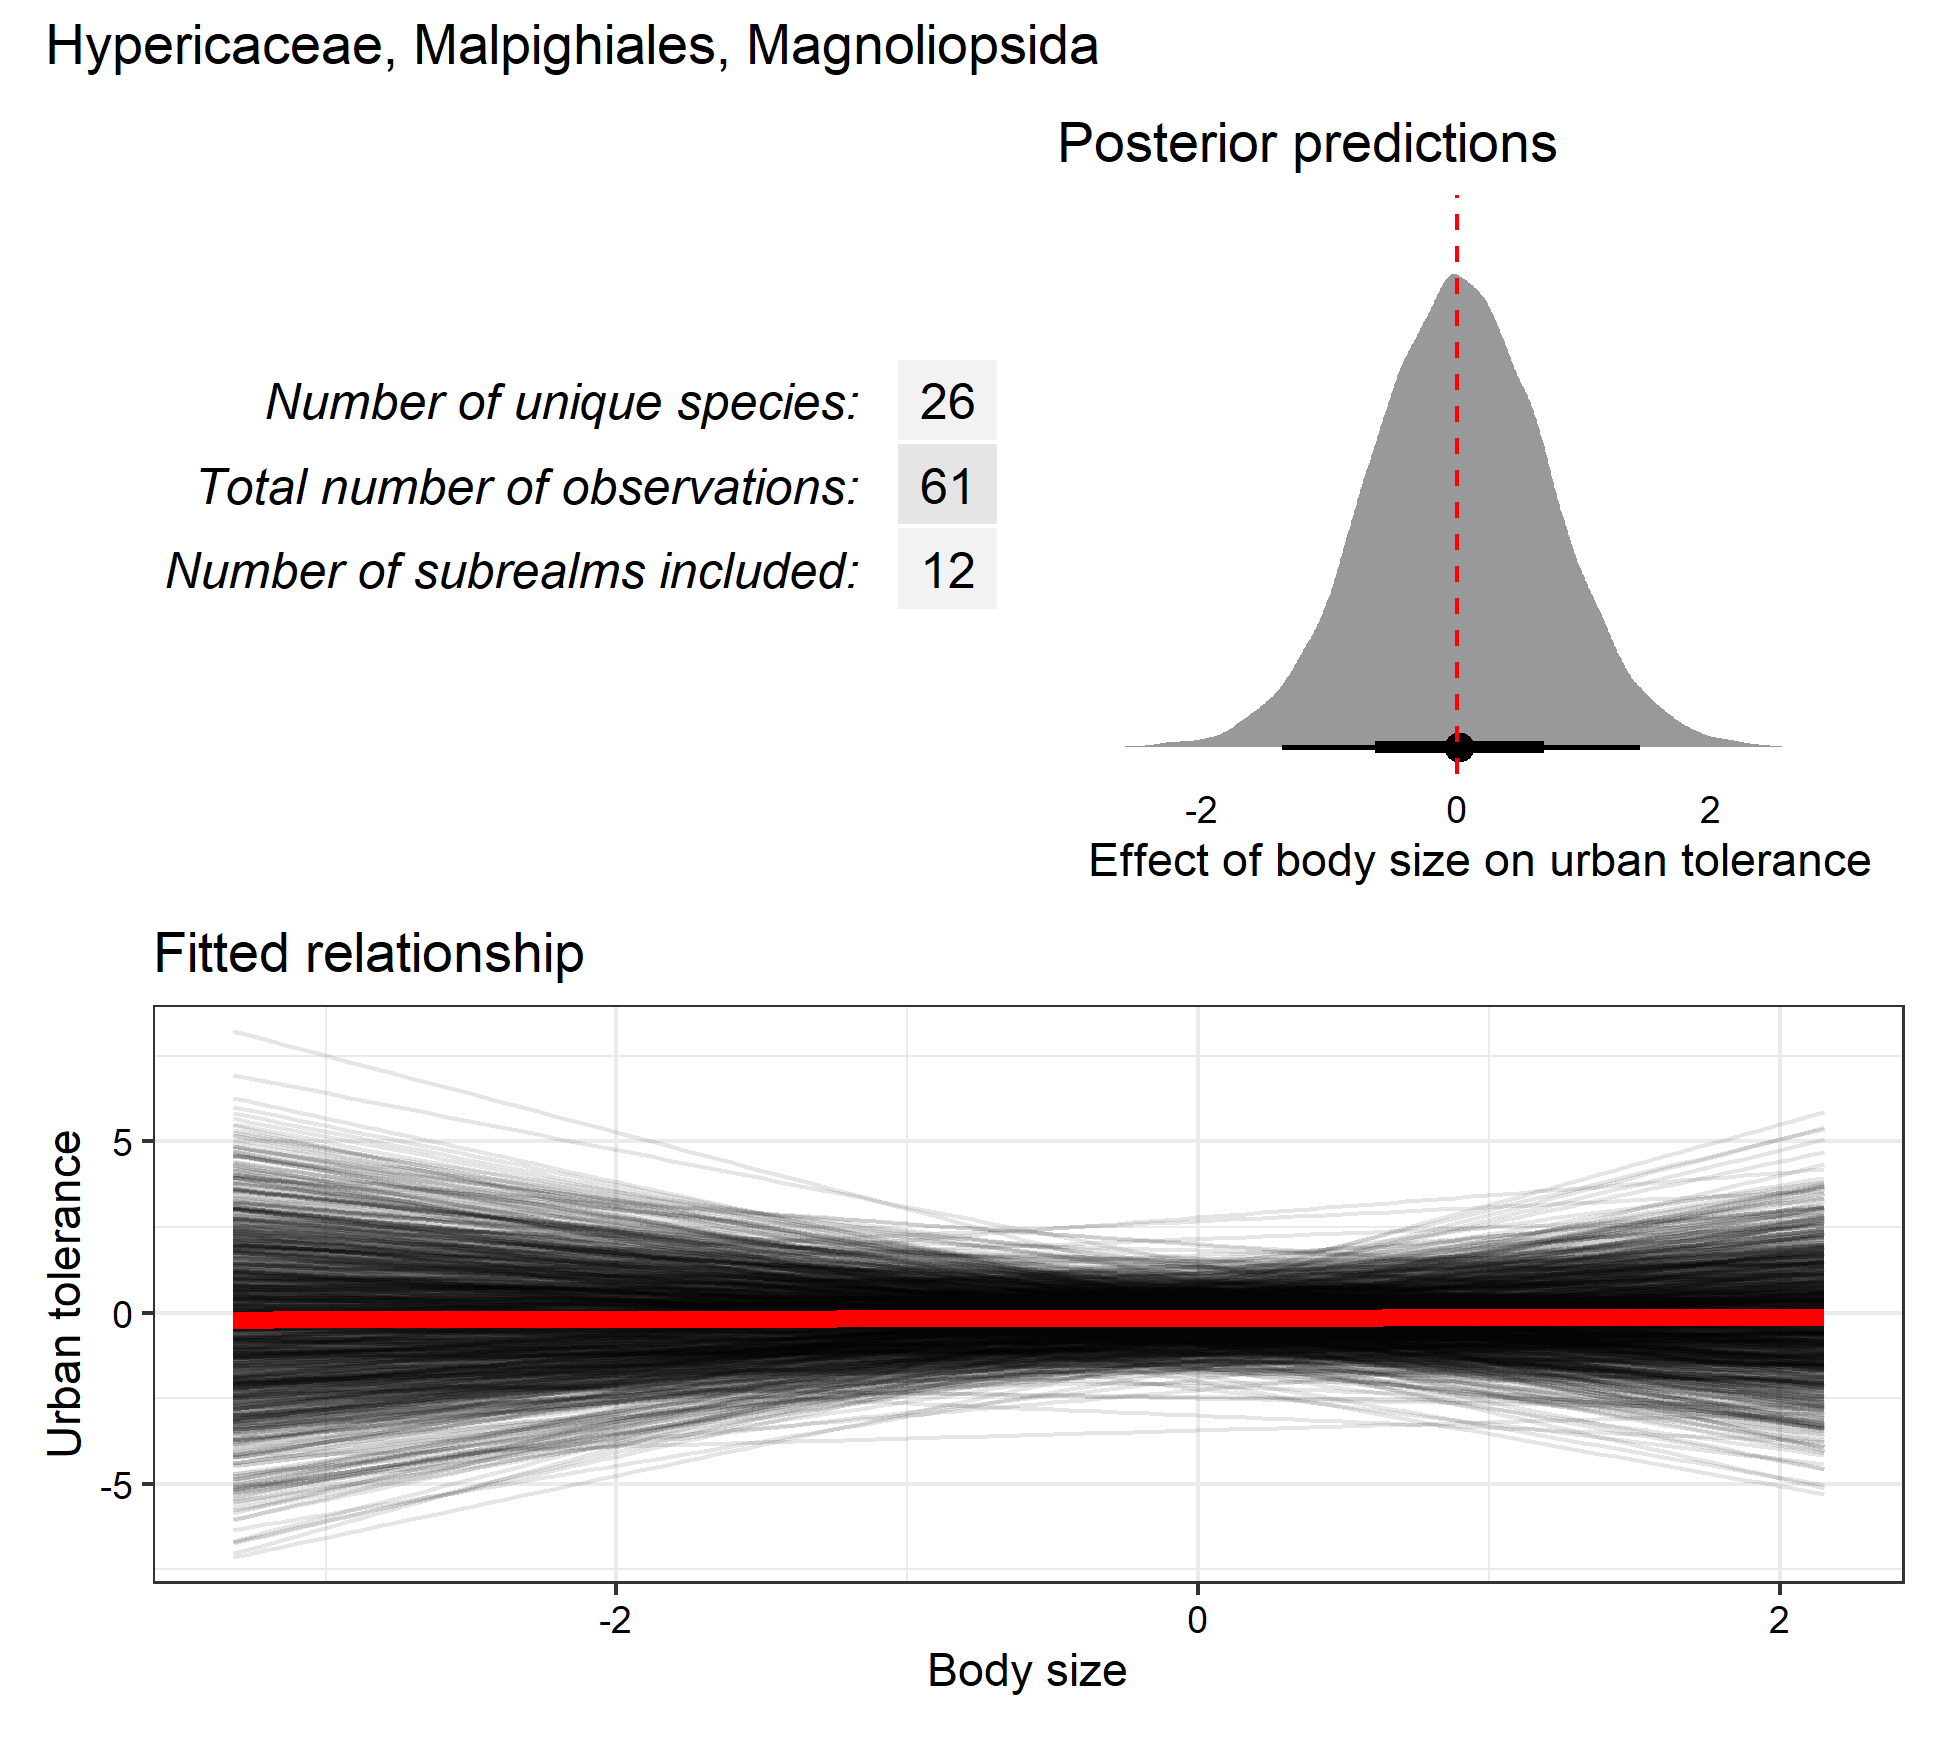 Hypericaceae, Malpighiales, Magnoliopsida
Posterior predictions
Number of unique species: 26
Total number of observations: 61
Number of subrealms included: 12
-2 0 2
Effect of body size on urban tolerance
Fitted relationship
Urban tolerance
5
0
-5
-2 0 2
Body size